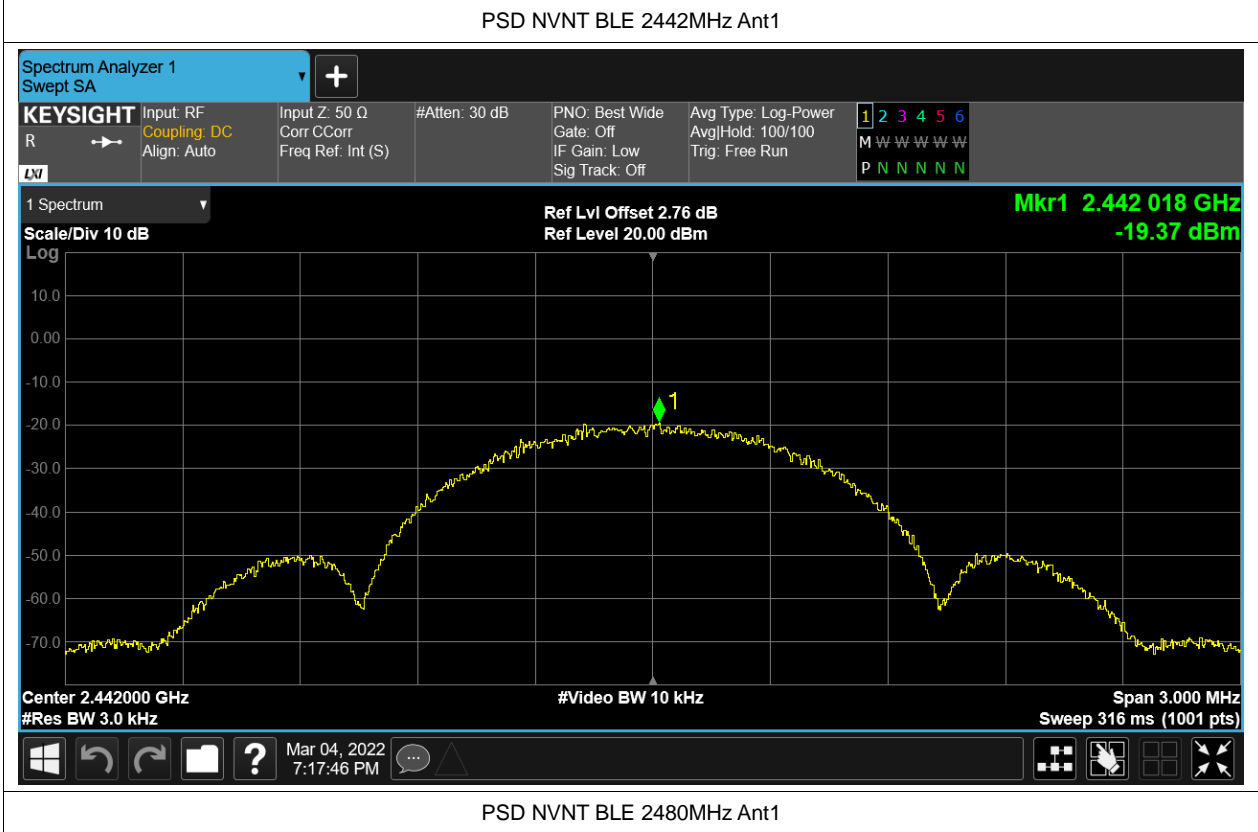 PSD NVNT BLE 2442MHz Ant1
Spectrum Analyzer 1
Swept SA
KEYSIGHT
R
LXI
Input: RF
Coupling: DC
Align: Auto
Input Z: 50 Ω
Corr CCorr
Freq Ref: Int (S)
#Atten: 30 dB
PNO: Best Wide
Gate: Off
IF Gain: Low
Sig Track: Off
Avg Type: Log-Power
Avg|Hold: 100/100
Trig: Free Run
1 2 3 4 5 6
M W W W W W
P N N N N N
1 Spectrum
Scale/Div 10 dB
Log
Ref Lvl Offset 2.76 dB
Ref Level 20.00 dBm
Mkr1 2.442 018 GHz
-19.37 dBm
10.0
0.00
-10.0
1
-20.0
-30.0
-40.0
-50.0
-60.0
-70.0
Center 2.442000 GHz
#Video BW 10 kHz
Span 3.000 MHz
#Res BW 3.0 kHz
Sweep 316 ms (1001 pts)
?
Mar 04, 2022
7:17:46 PM
PSD NVNT BLE 2480MHz Ant1